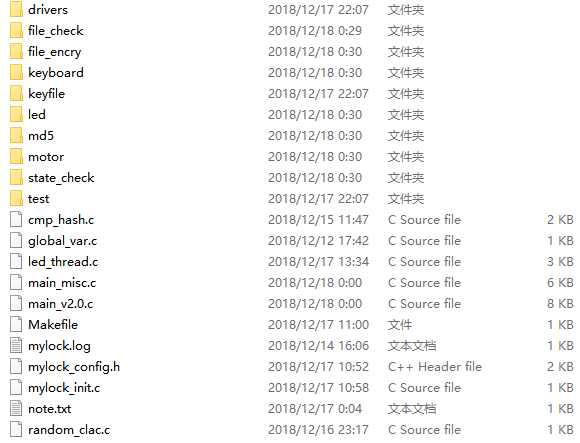 drivers 2018/12/17 22:07 文件夹
file_check 2018/12/18 0:29 文件夹
file_encry 2018/12/18 0:30 文件夹
keyboard 2018/12/18 0:30 文件夹
keyfile 2018/12/17 22:07 文件夹
led 2018/12/18 0:30 文件夹
md5 2018/12/18 0:30 文件夹
motor 2018/12/18 0:30 文件夹
state_check 2018/12/18 0:30 文件夹
test 2018/12/17 22:07 文件夹
cmp_hash.c 2018/12/15 11:47 C Source file 2 KB
global_var.c 2018/12/12 17:42 C Source file 1 KB
led_thread.c 2018/12/17 13:34 C Source file 3 KB
main_misc.c 2018/12/18 0:00 C Source file 6 KB
main_v2.0.c 2018/12/18 0:00 C Source file 8 KB
Makefile 2018/12/17 11:00 文件 1 KB
mylock.log 2018/12/14 16:06 文本文档 1 KB
mylock_config.h 2018/12/17 10:52 C++ Header file 2 KB
mylock_init.c 2018/12/17 10:58 C Source file 1 KB
note.txt 2018/12/17 0:04 文本文档 1 KB
random_clac.c 2018/12/16 23:17 C Source file 1 KB